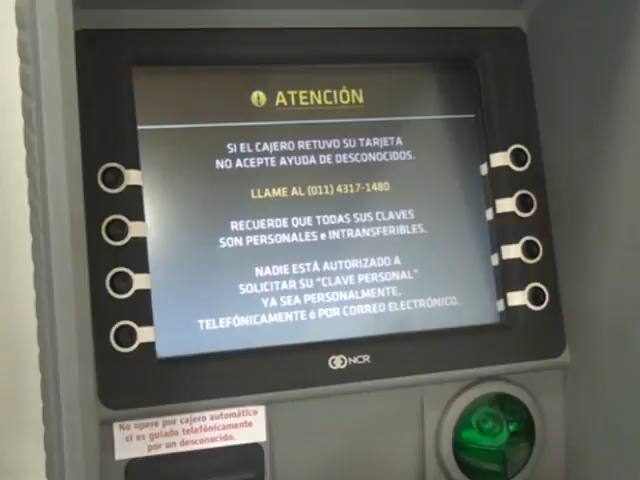 ATENCIÓN
SI EL CAJERO RETUVO SU TARJETA
NO ACEPTE AYUDA DE DESCONOCIDOS.
LLAME AL (011) 4317-1480
RECUERDE QUE TODAS SUS CLAVES
SON PERSONALES e INTRANSFERIBLES.
NADIE ESTÁ AUTORIZADO A
SOLICITAR SU "CLAVE PERSONAL"
YA SEA PERSONALMENTE,
TELEFÓNICAMENTE ó POR CORREO ELECTRÓNICO.
NCR
No opere por cajero automático
si es guiado telefónicamente
por un desconocido.